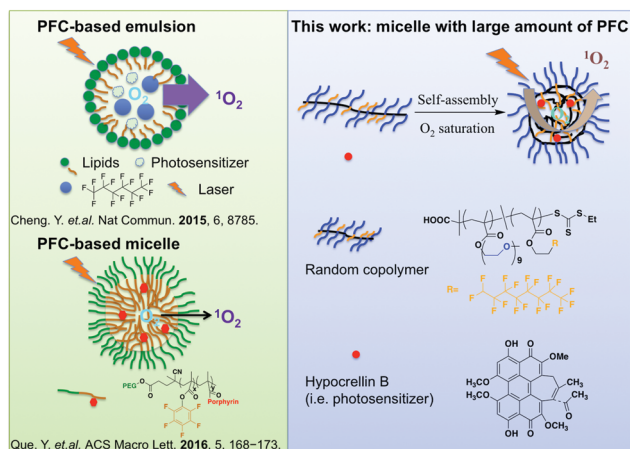 PFC-based emulsion
O2
¹O2
Lipids
Photosensitizer
Laser
F F F F F F
F F F F F F F F
Cheng. Y. et.al. Nat Commun. 2015, 6, 8785.
PFC-based micelle
O2
¹O2
PEG
O
O
CN
O
O
O
Porphyrin
F F F F F
Que. Y. et.al. ACS Macro Lett. 2016, 5, 168−173.
This work: micelle with large amount of PFC
¹O2
Self-assembly
O2 saturation
Random copolymer
HOOC
S
S
S
Et
O
O
O
O
O
9
R
R=
F F F F F F F F
H
F F F F F F F F
Hypocrellin B
(i.e. photosensitizer)
OH O
OMe
H3CO
CH3
H3CO
O
CH3
OCH3
OH O